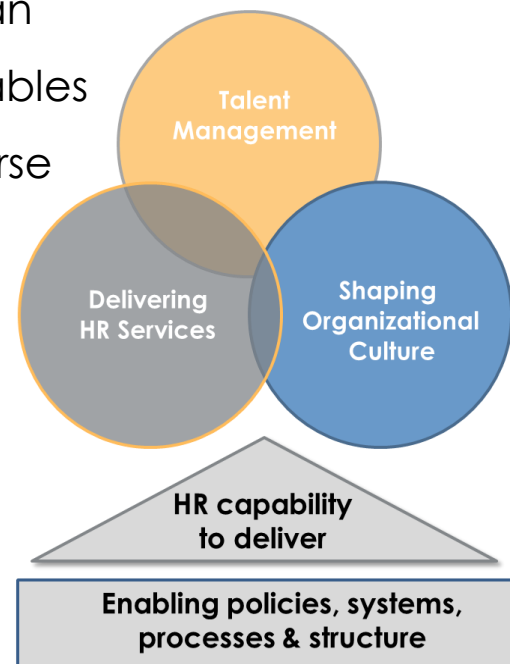 an
ables
rse
Talent
Management
Delivering
HR Services
Shaping
Organizational
Culture
HR capability
to deliver
Enabling policies, systems,
processes & structure